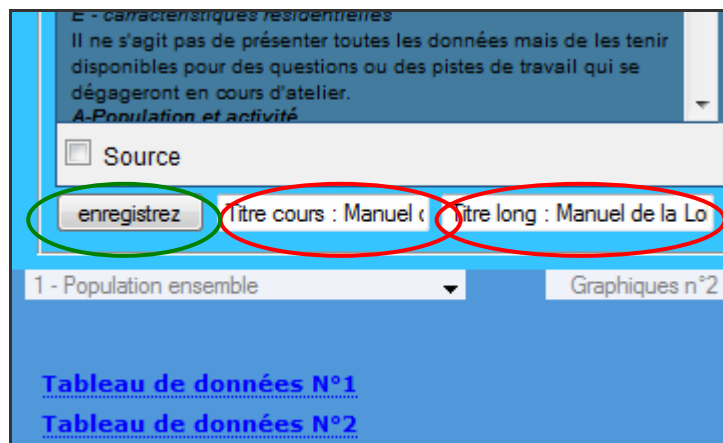 E - carractéristiques résidentielles
Il ne s'agit pas de présenter toutes les données mais de les tenir
disponibles pour des questions ou des pistes de travail qui se
dégageront en cours d'atelier.
A-Population et activité
Source
enregistrez Titre cours : Manuel Titre long : Manuel de la Lo
1 - Population ensemble Graphiques n°2
Tableau de données N°1
Tableau de données N°2